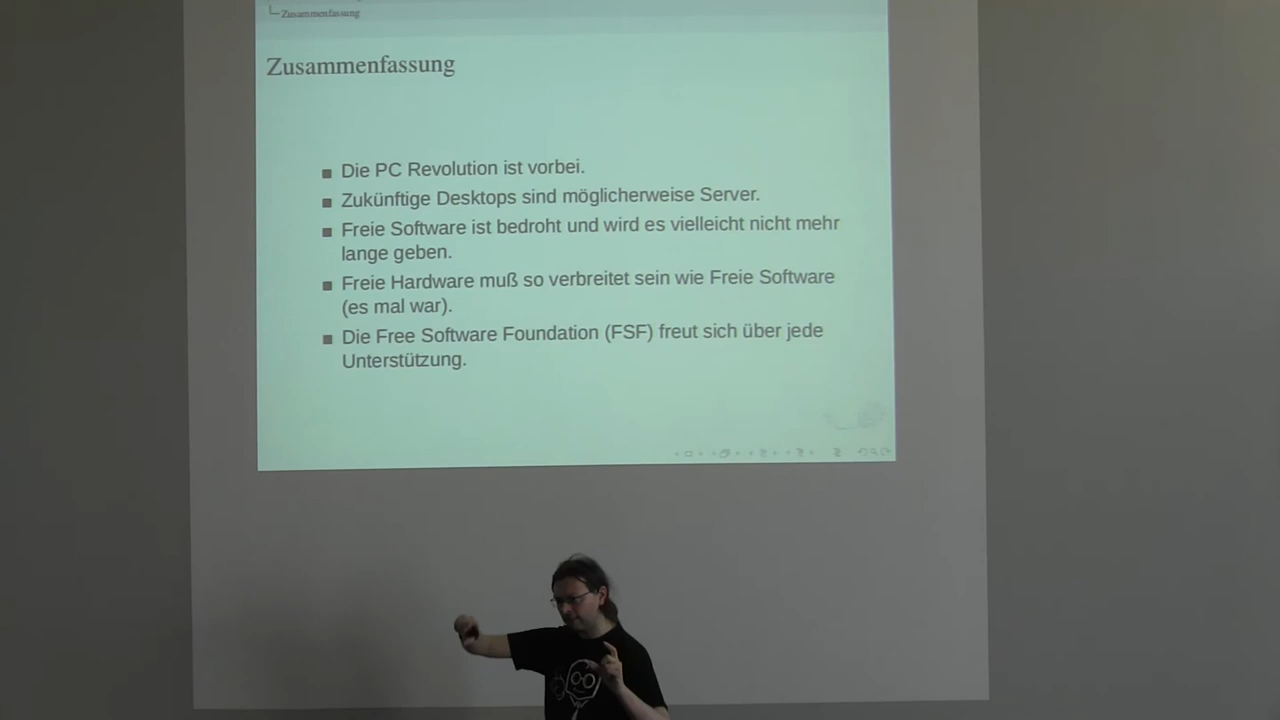 Zusammenfassung
Zusammenfassung
Die PC Revolution ist vorbei.
Zukünftige Desktops sind möglicherweise Server.
Freie Software ist bedroht und wird es vielleicht nicht mehr
lange geben.
Freie Hardware muß so verbreitet sein wie Freie Software
(es mal war).
Die Free Software Foundation (FSF) freut sich über jede
Unterstützung.